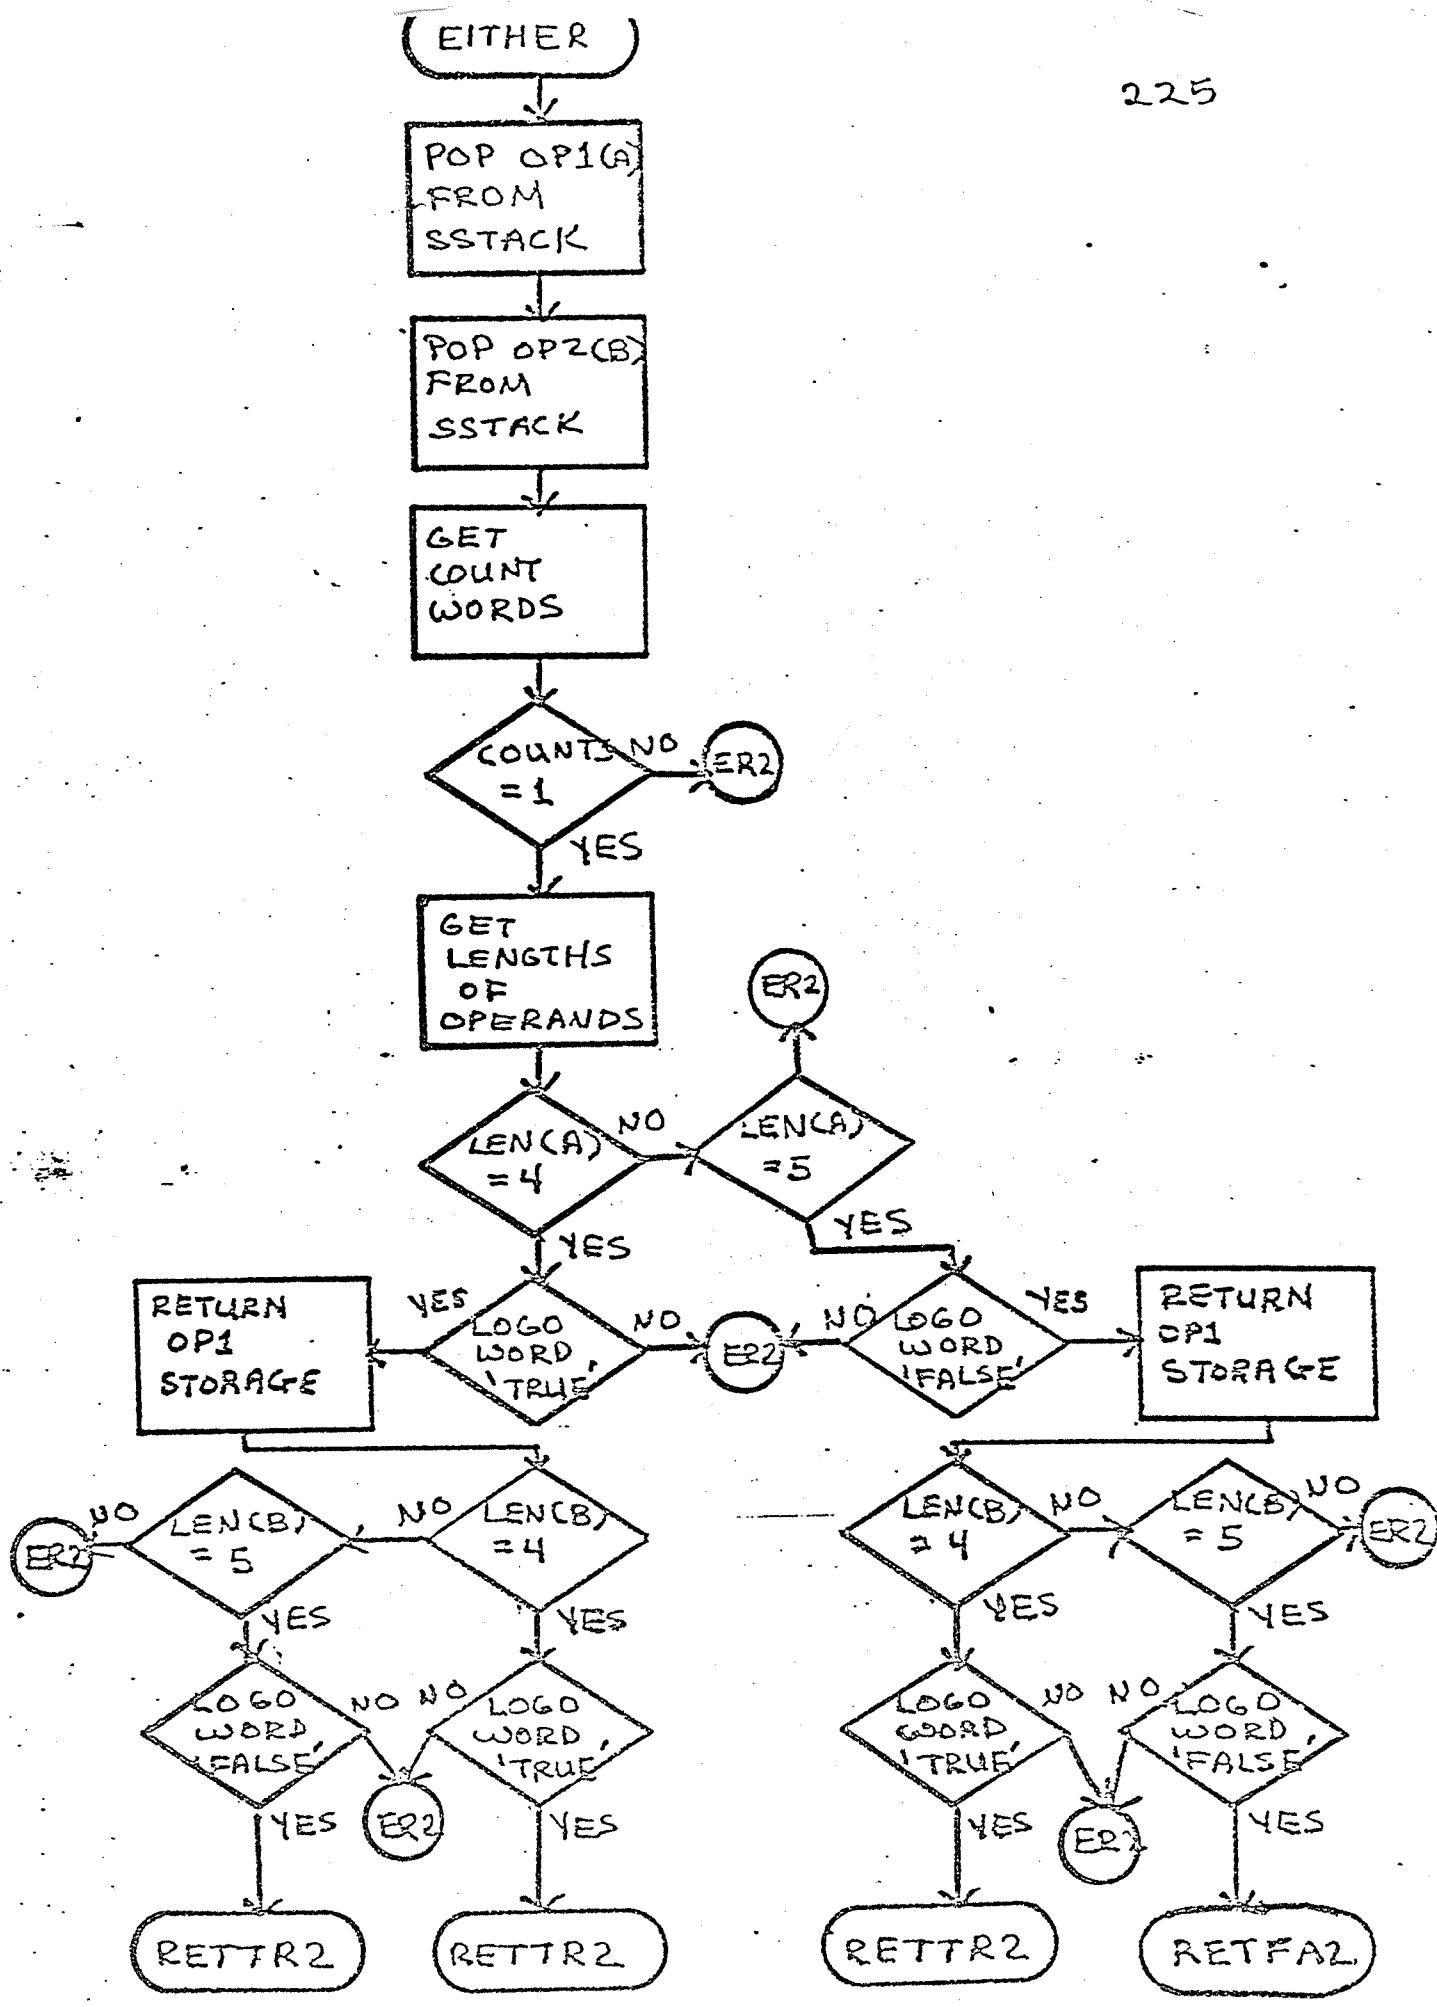 EITHER
225
POP OP1(A)
FROM
SSTACK
POP OP2(B)
FROM
SSTACK
GET
COUNT
WORDS
COUNTS
=1
NO
ER2
YES
GET
LENGTHS
OF
OPERANDS
ER2
LEN(A)
=4
NO
LEN(A)
=5
YES
YES
RETURN
OP1
STORAGE
YES
LOGO
WORD
'TRUE'
NO
ER2
NO
LOGO
WORD
'FALSE'
YES
RETURN
OP1
STORAGE
ER2
NO
LEN(B)
=5
NO
LEN(B)
=4
LEN(B)
=4
NO
LEN(B)
=5
NO
ER2
YES
YES
YES
YES
LOGO
WORD
'FALSE'
NO
NO
LOGO
WORD
'TRUE'
LOGO
WORD
'TRUE'
NO
NO
LOGO
WORD
'FALSE'
YES
ER2
YES
YES
ER2
YES
RETTR2
RETTR2
RETTR2
RETFA2